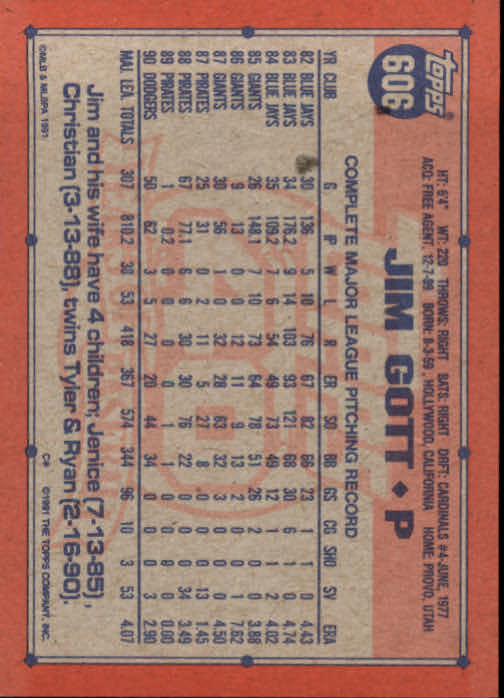 topps
606
HT: 6'4" WT: 220 THROWS: RIGHT BATS: RIGHT DRFT: CARDINALS #4-JUNE, 1977
ACQ: FREE AGENT, 12-7-89 BORN: 8-3-59, HOLLYWOOD, CALIFORNIA HOME: PROVO, UTAH
JIM GOTT ◆ P
COMPLETE MAJOR LEAGUE PITCHING RECORD
YR CLUB G IP W L R ER SO BB GS CG SHO SV ERA
82 BLUE JAYS 30 136 5 10 76 67 82 66 23 1 1 0 4.43
83 BLUE JAYS 34 176.2 9 14 103 93 121 68 30 6 1 0 4.74
84 BLUE JAYS 35 109.2 7 6 54 49 73 49 12 1 1 2 4.02
85 GIANTS 26 148.1 7 10 73 64 78 51 26 2 0 0 3.88
86 GIANTS 9 13 0 0 12 11 9 13 2 0 0 1 7.62
87 GIANTS 30 56 1 0 32 28 63 32 3 0 0 0 4.50
87 PIRATES 25 31 0 2 11 5 27 8 0 0 0 13 1.45
88 PIRATES 67 77.1 6 6 30 30 76 22 0 0 0 34 3.49
89 PIRATES 1 0.2 0 0 0 0 1 1 0 0 0 0 0.00
90 DODGERS 50 62 3 5 27 20 44 34 0 0 0 3 2.90
MAJ. LEA. TOTALS 307 810.2 38 53 418 367 574 344 96 10 3 53 4.07
Jim and his wife have 4 children; Janice (7-13-85),
Christian (3-13-88), twins Tyler & Ryan (2-16-90).
©MLB & MLBPA 1991 C* ©1991 THE TOPPS COMPANY, INC.